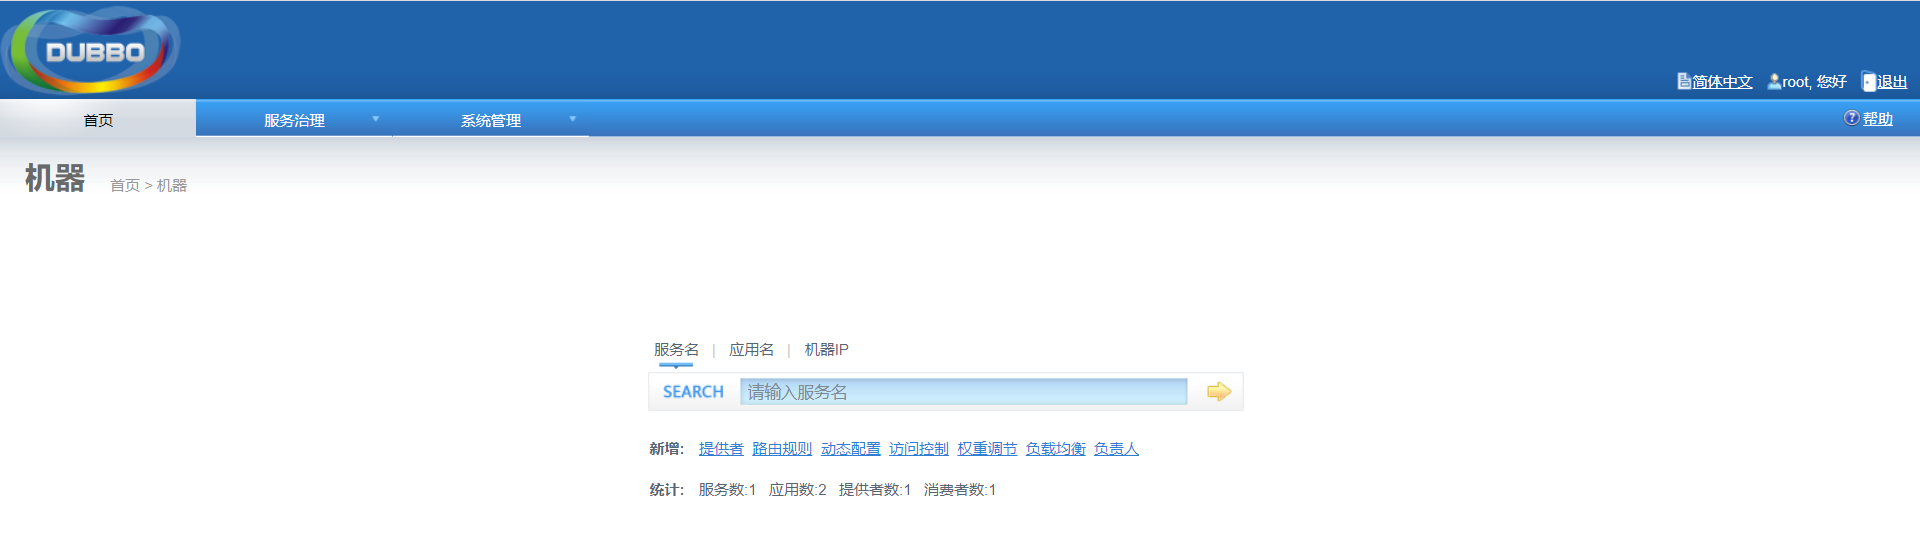 DUBBO
简体中文 root, 您好 退出
首页 服务治理 系统管理 帮助
机器 首页 > 机器
服务名 | 应用名 | 机器IP
SEARCH 请输入服务名
新增: 提供者 路由规则 动态配置 访问控制 权重调节 负载均衡 负责人
统计: 服务数:1 应用数:2 提供者数:1 消费者数:1